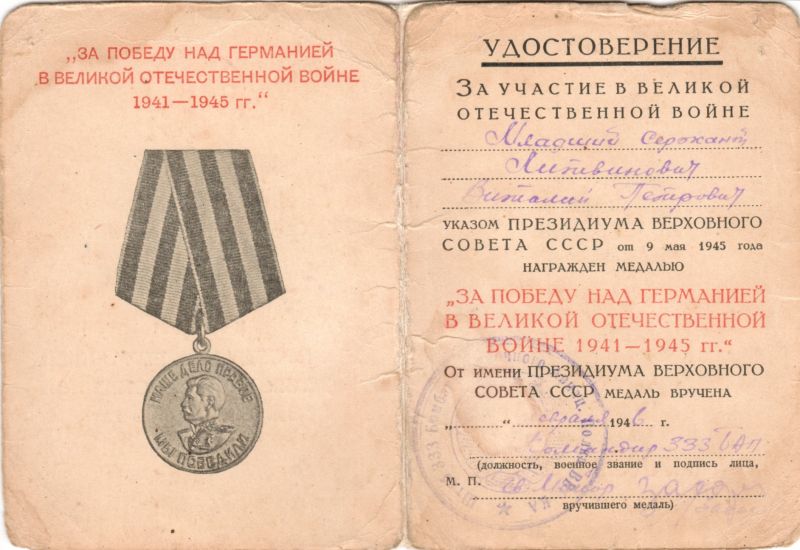 „ЗА ПОБЕДУ НАД ГЕРМАНИЕЙ
В ВЕЛИКОЙ ОТЕЧЕСТВЕННОЙ ВОЙНЕ
1941—1945 гг.“
НАШЕ ДЕЛО ПРАВОЕ
МЫ ПОБЕДИЛИ
УДОСТОВЕРЕНИЕ
ЗА УЧАСТИЕ В ВЕЛИКОЙ
ОТЕЧЕСТВЕННОЙ ВОЙНЕ
Младший Сержант
Литвинович
Виталий Петрович
УКАЗОМ ПРЕЗИДИУМА ВЕРХОВНОГО
СОВЕТА СССР от 9 мая 1945 года
НАГРАЖДЕН МЕДАЛЬЮ
„ЗА ПОБЕДУ НАД ГЕРМАНИЕЙ
В ВЕЛИКОЙ ОТЕЧЕСТВЕННОЙ
ВОЙНЕ 1941—1945 гг.“
ОТ ИМЕНИ ПРЕЗИДИУМА ВЕРХОВНОГО
СОВЕТА СССР МЕДАЛЬ ВРУЧЕНА
„ “ 1946 г.
Командир 333 БАП
(должность, военное звание и подпись лица,
М. П. Майор
вручившего медаль)